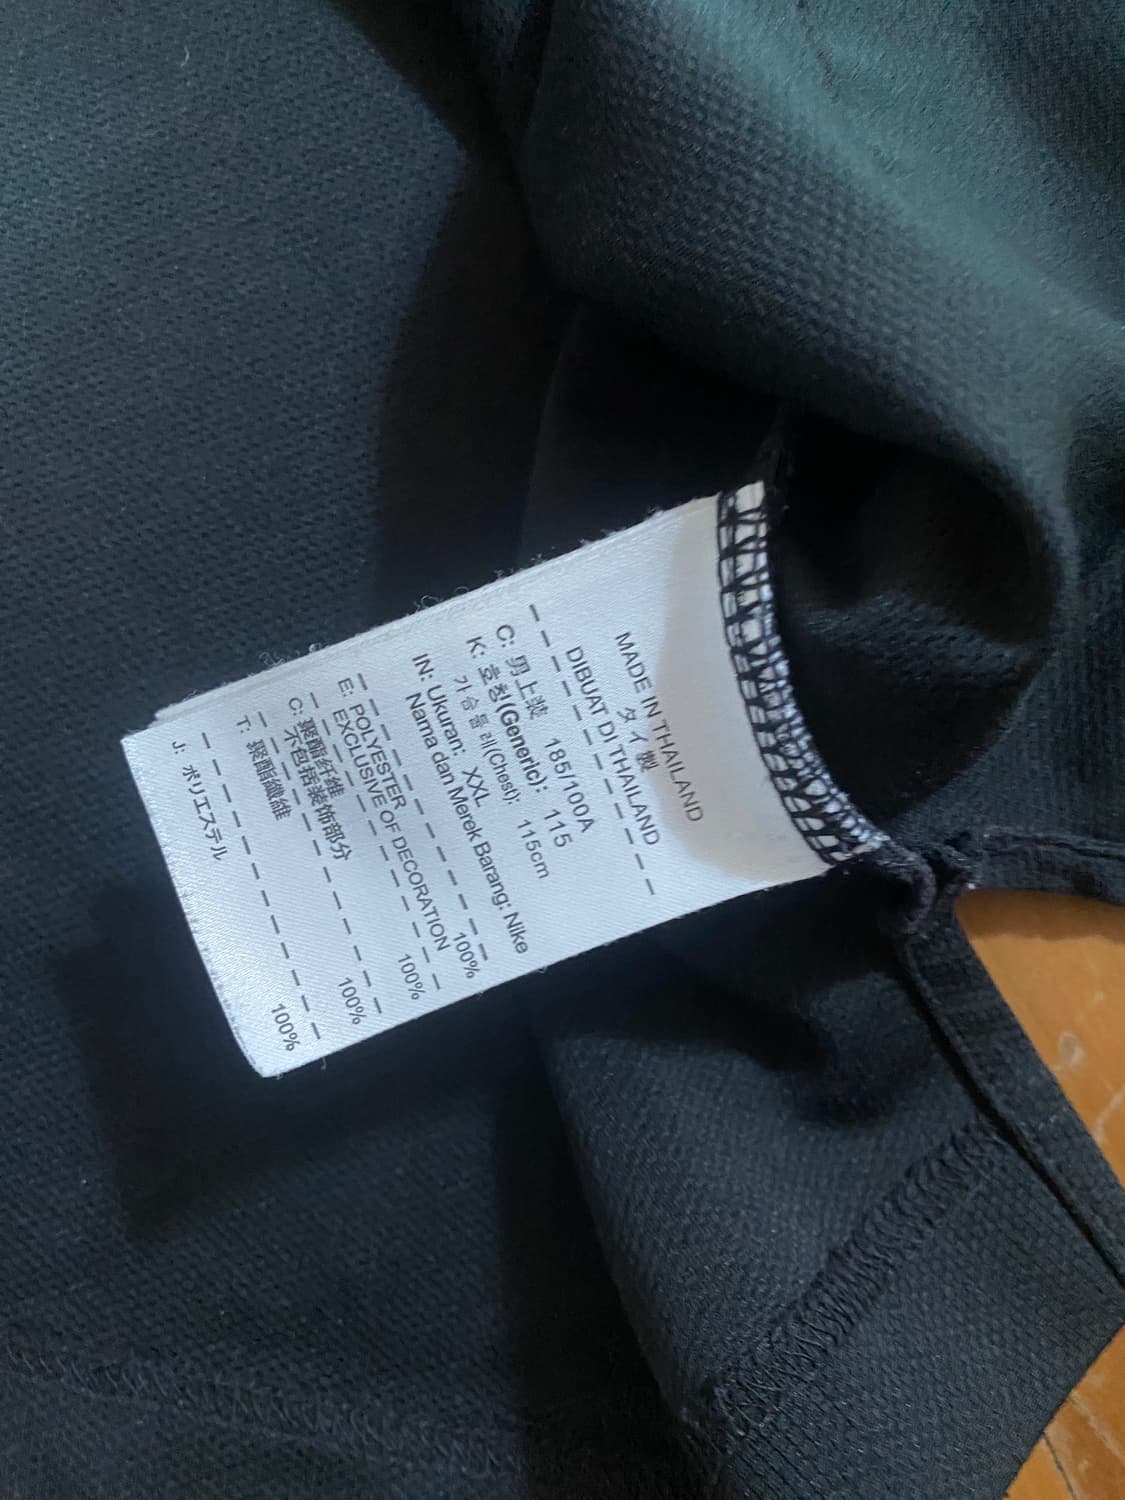 MADE IN THAILAND
タイ製
DIBUAT DI THAILAND
C: 男上裝 185/100A
K: 호칭(Generic): 115
가슴둘레(Chest): 115cm
IN: Ukuran: XXL
Nama dan Merek Barang: Nike
E: POLYESTER 100%
EXCLUSIVE OF DECORATION
C: 聚酯纤维 100%
不包括装饰部分
T: 聚酯纖維 100%
J: ポリエステル 100%